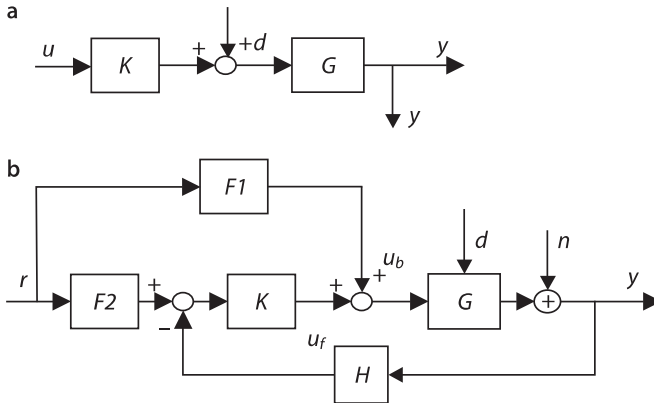 a
u K + +d G y
y
b
F1
d n
r F2 + K + + u_b G + y
−
u_f
H